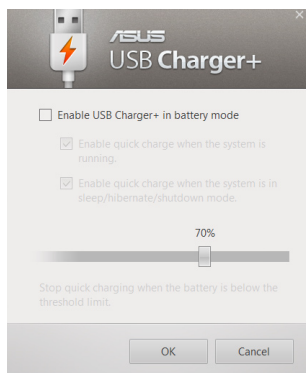 ASUS
USB Charger+
Enable USB Charger+ in battery mode
Enable quick charge when the system is
running.
Enable quick charge when the system is in
sleep/hibernate/shutdown mode.
70%
Stop quick charging when the battery is below the
threshold limit.
OK
Cancel